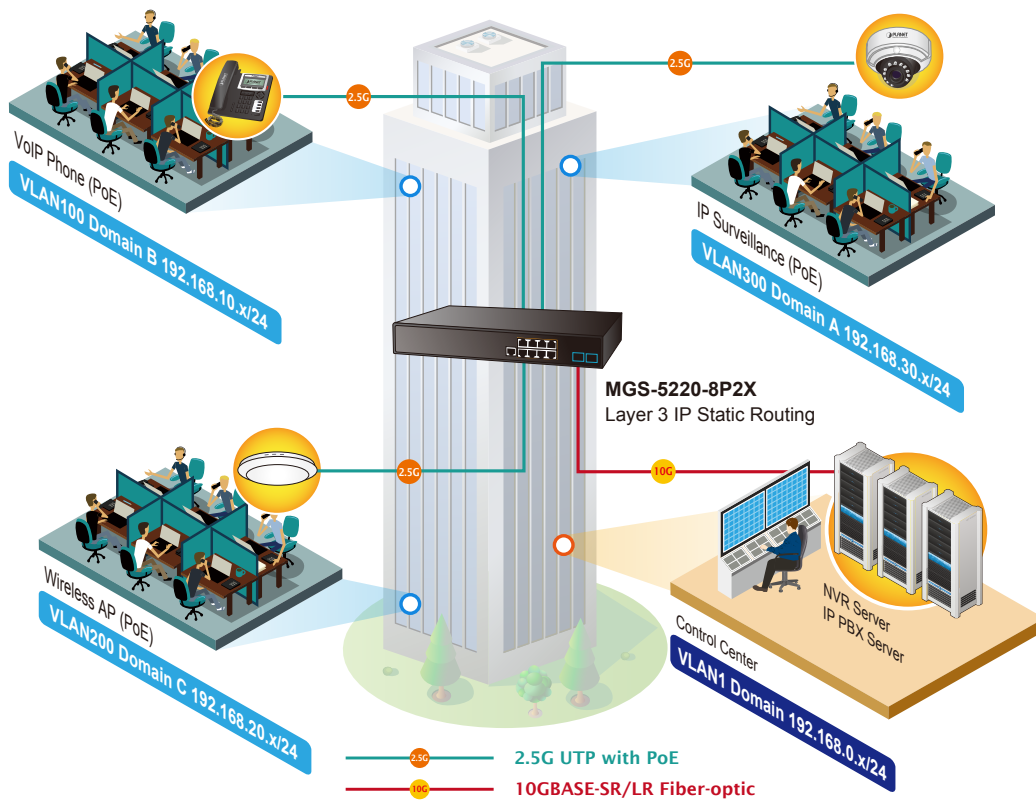 2.5G
PLANET
2.5G
VoIP Phone (PoE)
VLAN100 Domain B 192.168.10.x/24
IP Surveillance (PoE)
VLAN300 Domain A 192.168.30.x/24
MGS-5220-8P2X
Layer 3 IP Static Routing
2.5G
10G
Wireless AP (PoE)
VLAN200 Domain C 192.168.20.x/24
NVR Server
IP PBX Server
Control Center
VLAN1 Domain 192.168.0.x/24
2.5G 2.5G UTP with PoE
10G 10GBASE-SR/LR Fiber-optic